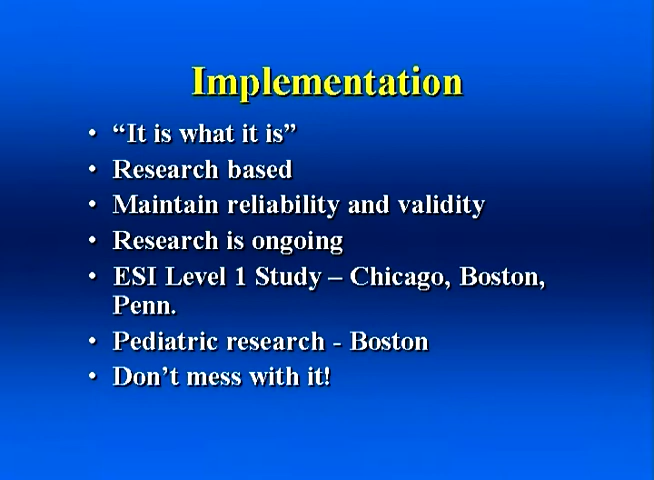 Implementation
• “It is what it is”
• Research based
• Maintain reliability and validity
• Research is ongoing
• ESI Level 1 Study – Chicago, Boston,
Penn.
• Pediatric research - Boston
• Don’t mess with it!